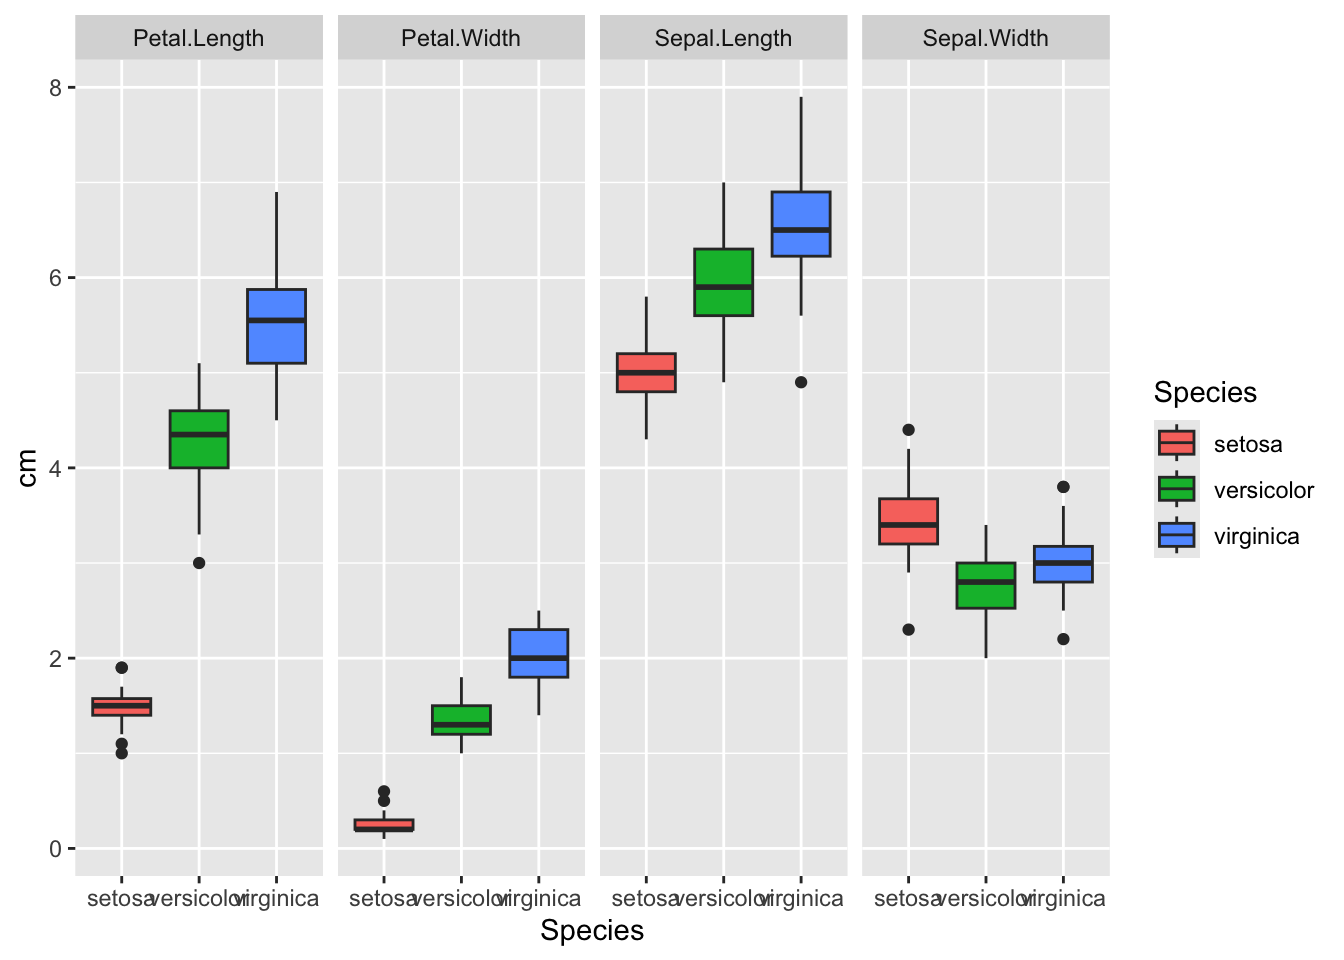 Petal.Length Petal.Width Sepal.Length Sepal.Width
8
6
4
2
0
cm
setosa versicolor virginica setosa versicolor virginica setosa versicolor virginica setosa versicolor virginica
Species
Species
setosa
versicolor
virginica